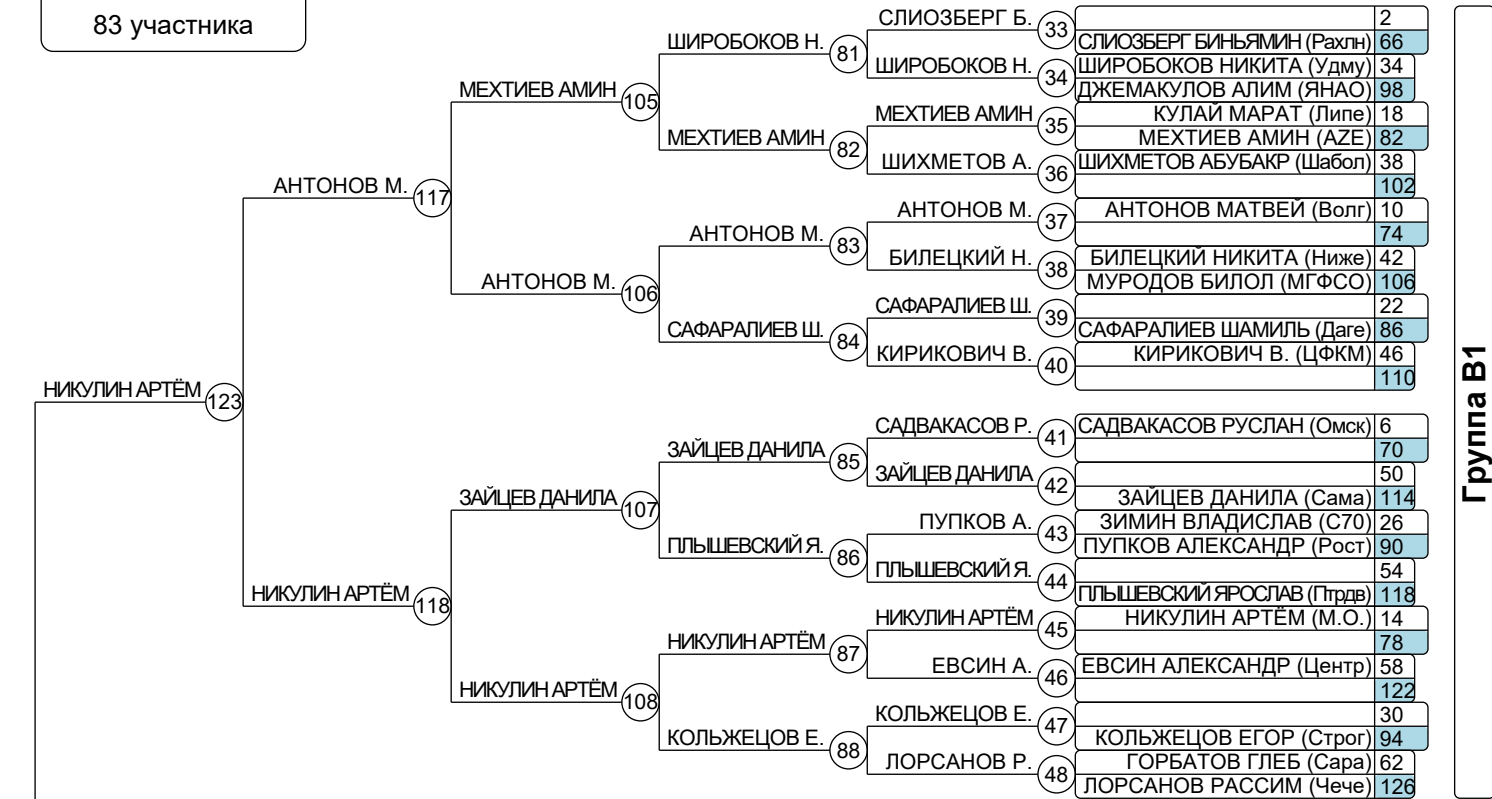 83 участника
СЛИОЗБЕРГ Б. 33 2
ШИРОБОКОВ Н. 81 СЛИОЗБЕРГ БИНЬЯМИН (Рахлн) 66
ШИРОБОКОВ Н. 34 ШИРОБОКОВ НИКИТА (Удму) 34
МЕХТИЕВ АМИН 105 ДЖЕМАКУЛОВ АЛИМ (ЯНАО) 98
МЕХТИЕВ АМИН 35 КУЛАЙ МАРАТ (Липе) 18
МЕХТИЕВ АМИН 82 МЕХТИЕВ АМИН (AZE) 82
ШИХМЕТОВ А. 36 ШИХМЕТОВ АБУБАКР (Шабол) 38
АНТОНОВ М. 117 102
АНТОНОВ М. 37 АНТОНОВ МАТВЕЙ (Волг) 10
АНТОНОВ М. 83 74
БИЛЕЦКИЙ Н. 38 БИЛЕЦКИЙ НИКИТА (Ниже) 42
АНТОНОВ М. 106 МУРОДОВ БИЛОЛ (МГФСО) 106
САФАРАЛИЕВ Ш. 39 22
САФАРАЛИЕВ Ш. 84 САФАРАЛИЕВ ШАМИЛЬ (Даге) 86
КИРИКОВИЧ В. 40 КИРИКОВИЧ В. (ЦФКМ) 46
110
НИКУЛИН АРТЁМ 123
Группа B1
САДВАКАСОВ Р. 41 САДВАКАСОВ РУСЛАН (Омск) 6
ЗАЙЦЕВ ДАНИЛА 85 70
ЗАЙЦЕВ ДАНИЛА 42 50
ЗАЙЦЕВ ДАНИЛА 107 ЗАЙЦЕВ ДАНИЛА (Сама) 114
ПУПКОВ А. 43 ЗИМИН ВЛАДИСЛАВ (С70) 26
ПЛЫШЕВСКИЙ Я. 86 ПУПКОВ АЛЕКСАНДР (Рост) 90
ПЛЫШЕВСКИЙ Я. 44 54
НИКУЛИН АРТЁМ 118 ПЛЫШЕВСКИЙ ЯРОСЛАВ (Птрдв) 118
НИКУЛИН АРТЁМ 45 НИКУЛИН АРТЁМ (М.О.) 14
НИКУЛИН АРТЁМ 87 78
ЕВСИН А. 46 ЕВСИН АЛЕКСАНДР (Центр) 58
НИКУЛИН АРТЁМ 108 122
КОЛЬЖЕЦОВ Е. 47 30
КОЛЬЖЕЦОВ Е. 88 КОЛЬЖЕЦОВ ЕГОР (Строг) 94
ЛОРСАНОВ Р. 48 ГОРБАТОВ ГЛЕБ (Сара) 62
ЛОРСАНОВ РАССИМ (Чече) 126